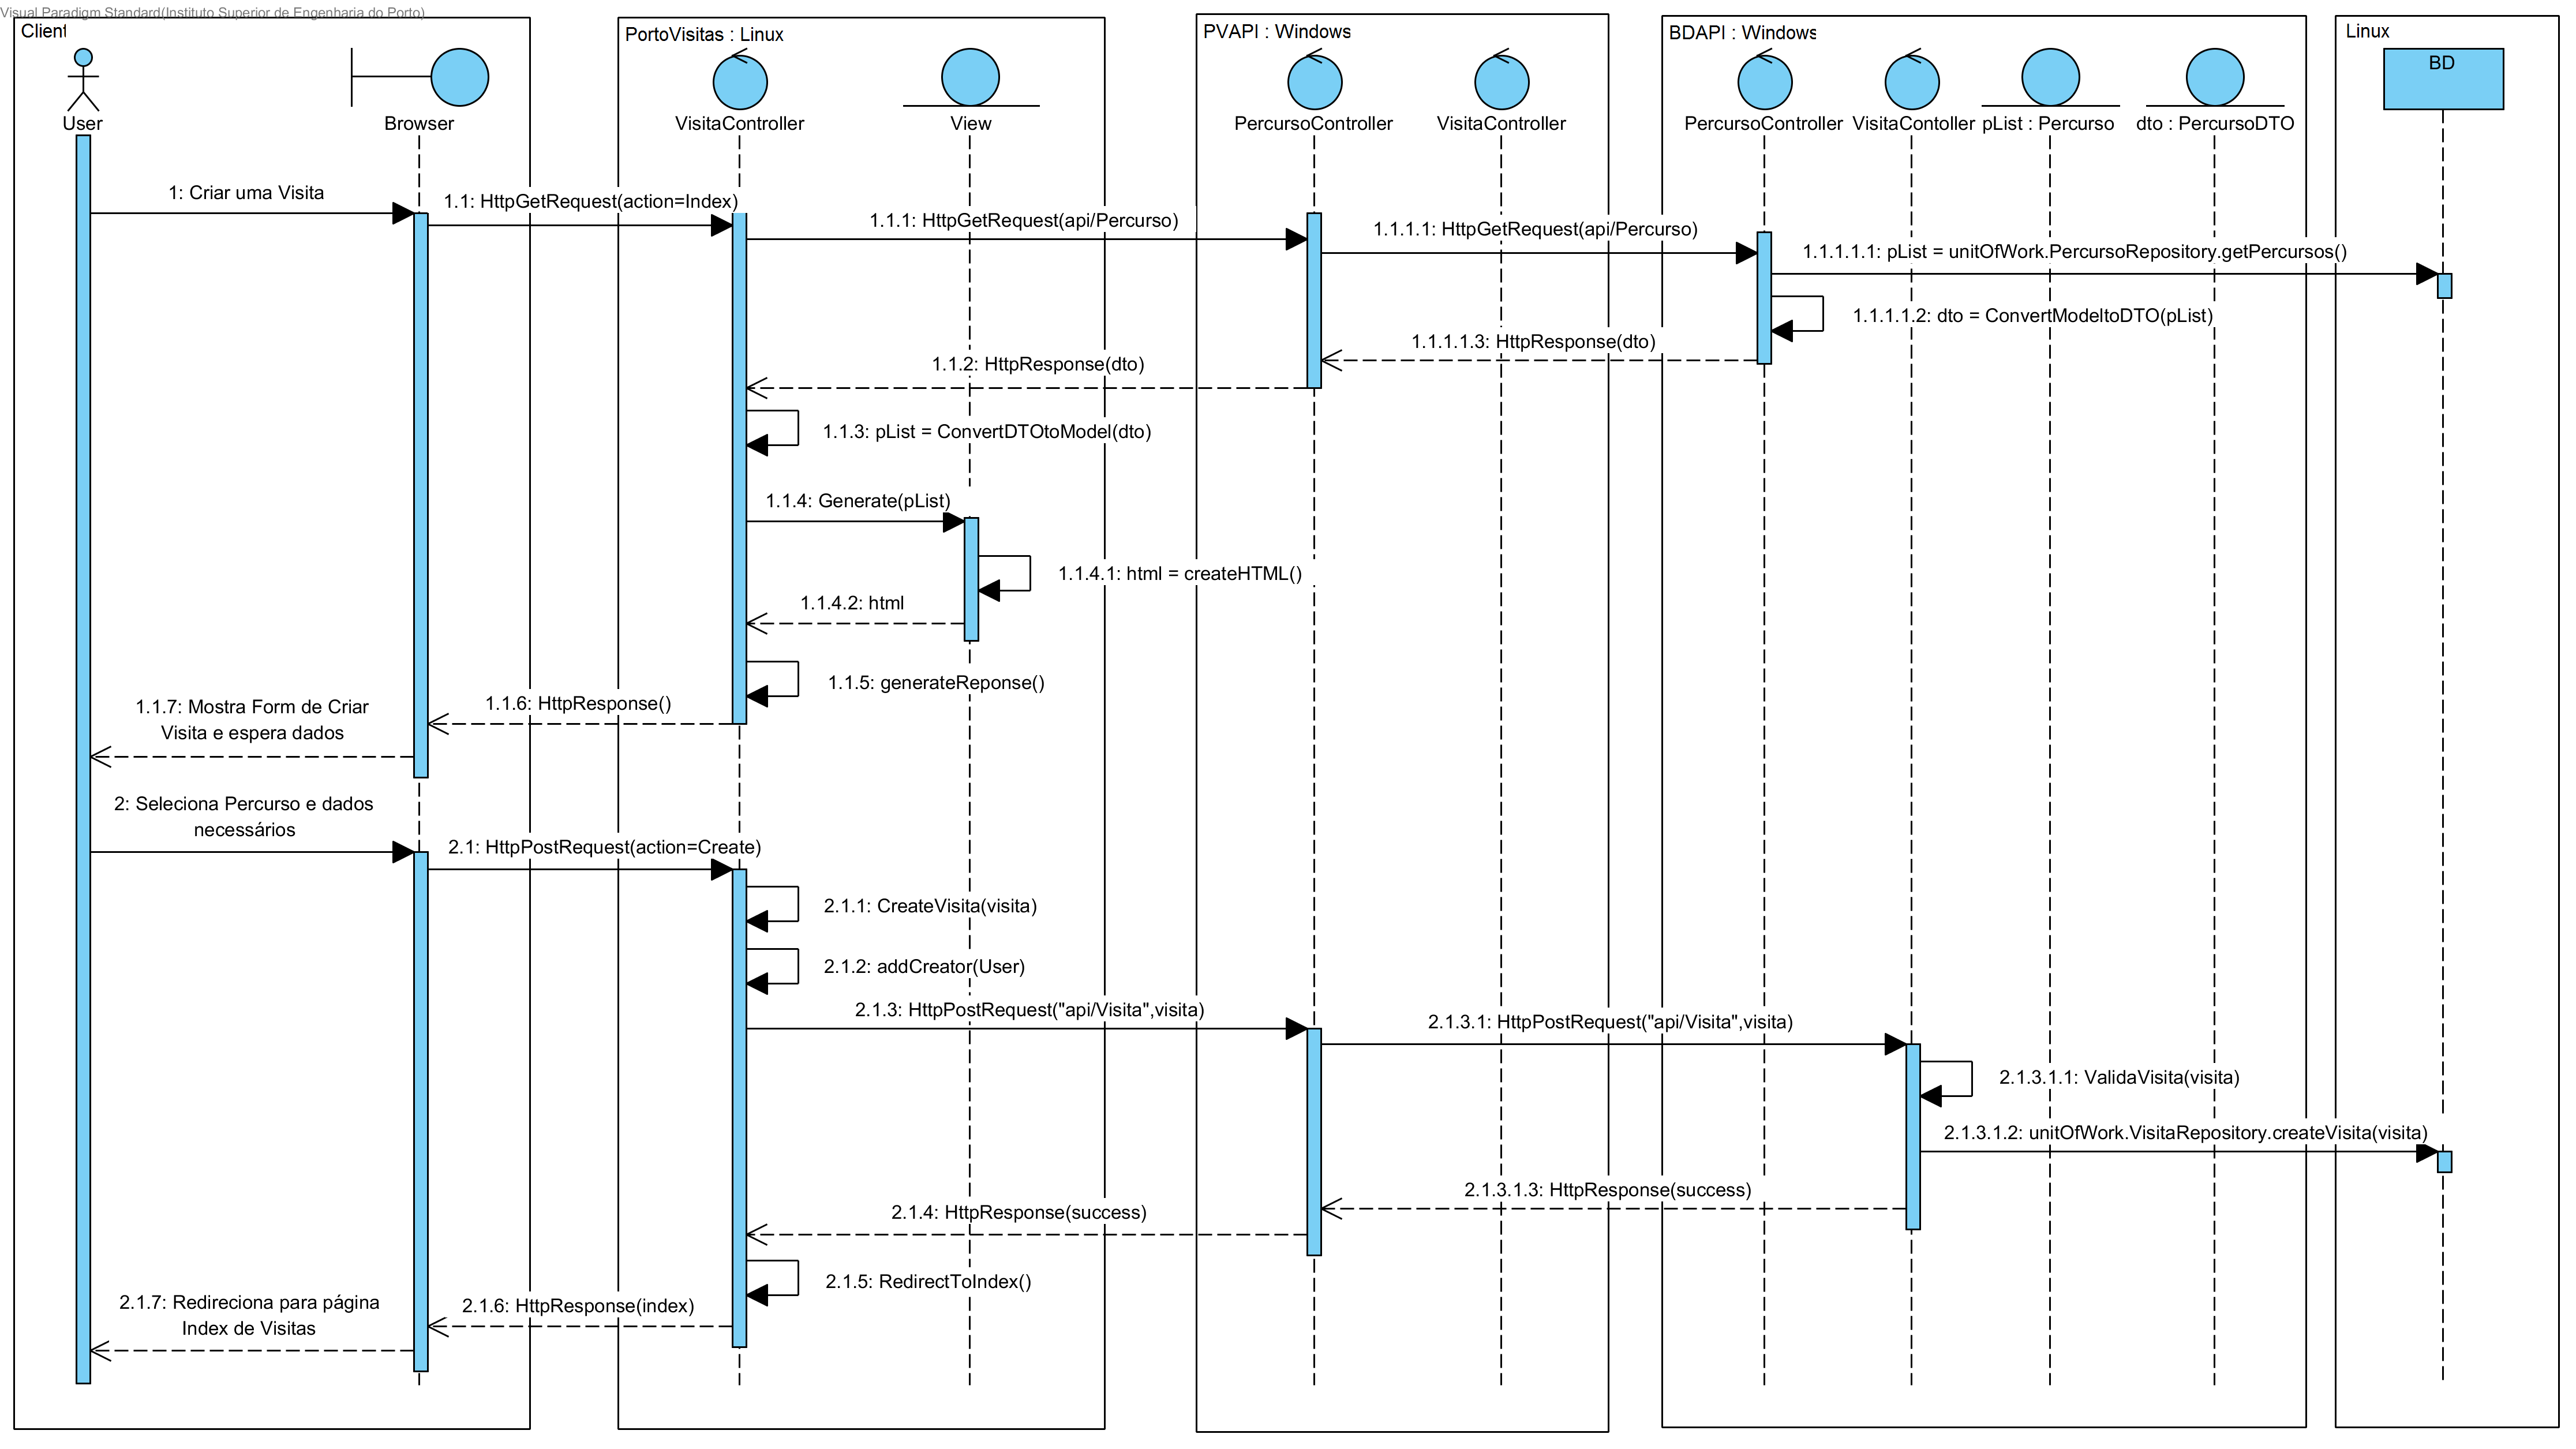 Visual Paradigm Standard(Instituto Superior de Engenharia do Porto)
Client
PortoVisitas : Linux
PVAPI : Windows
BDAPI : Windows
Linux
BD
User
Browser
VisitaController
View
PercursoController
VisitaController
PercursoController
VisitaContoller
pList : Percurso
dto : PercursoDTO
1: Criar uma Visita
1.1: HttpGetRequest(action=Index)
1.1.1: HttpGetRequest(api/Percurso)
1.1.1.1: HttpGetRequest(api/Percurso)
1.1.1.1.1: pList = unitOfWork.PercursoRepository.getPercursos()
1.1.1.1.2: dto = ConvertModeltoDTO(pList)
1.1.1.1.3: HttpResponse(dto)
1.1.2: HttpResponse(dto)
1.1.3: pList = ConvertDTOtoModel(dto)
1.1.4: Generate(pList)
1.1.4.1: html = createHTML()
1.1.4.2: html
1.1.5: generateReponse()
1.1.6: HttpResponse()
1.1.7: Mostra Form de Criar
Visita e espera dados
2: Seleciona Percurso e dados
necessários
2.1: HttpPostRequest(action=Create)
2.1.1: CreateVisita(visita)
2.1.2: addCreator(User)
2.1.3: HttpPostRequest("api/Visita",visita)
2.1.3.1: HttpPostRequest("api/Visita",visita)
2.1.3.1.1: ValidaVisita(visita)
2.1.3.1.2: unitOfWork.VisitaRepository.createVisita(visita)
2.1.3.1.3: HttpResponse(success)
2.1.4: HttpResponse(success)
2.1.5: RedirectToIndex()
2.1.6: HttpResponse(index)
2.1.7: Redireciona para página
Index de Visitas